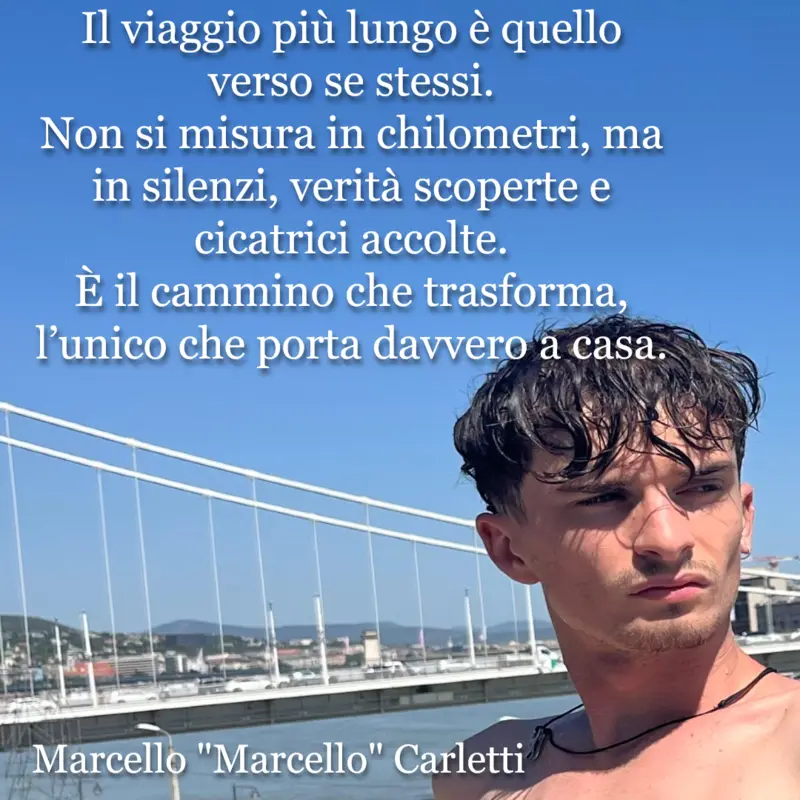 Il viaggio più lungo è quello
verso se stessi.
Non si misura in chilometri, ma
in silenzi, verità scoperte e
cicatrici accolte.
È il cammino che trasforma,
l’unico che porta davvero a casa.
Marcello "Marcello" Carletti